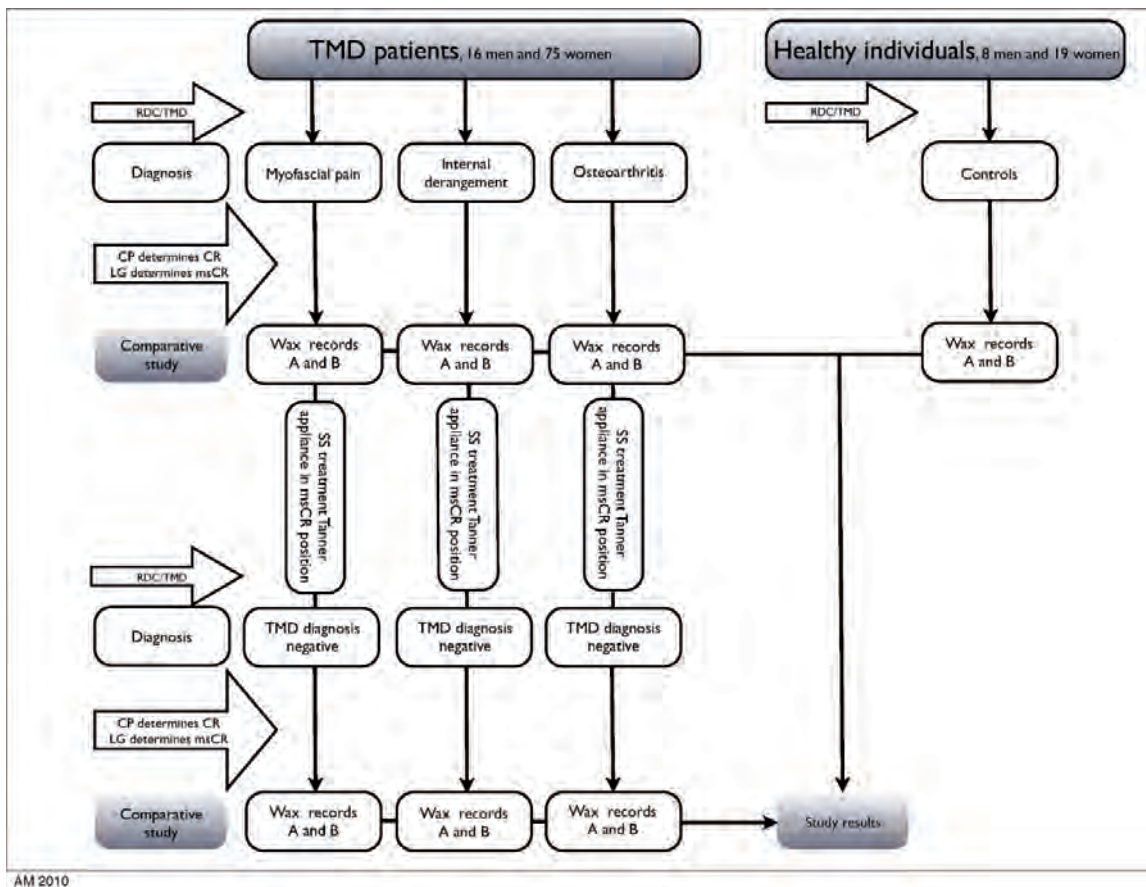 TMD patients, 16 men and 75 women
Healthy individuals, 8 men and 19 women
RDC/TMD
RDC/TMD
Diagnosis
Myofascial pain
Internal
derangement
Osteoarthritis
Controls
CP determines CR
LG determines msCR
Comparative
study
Wax records
A and B
Wax records
A and B
Wax records
A and B
Wax records
A and B
SS treatment Tanner
appliance in msCR position
SS treatment Tanner
appliance in msCR position
SS treatment Tanner
appliance in msCR position
RDC/TMD
Diagnosis
TMD diagnosis
negative
TMD diagnosis
negative
TMD diagnosis
negative
CP determines CR
LG determines msCR
Comparative
study
Wax records
A and B
Wax records
A and B
Wax records
A and B
Study results
AM 2010